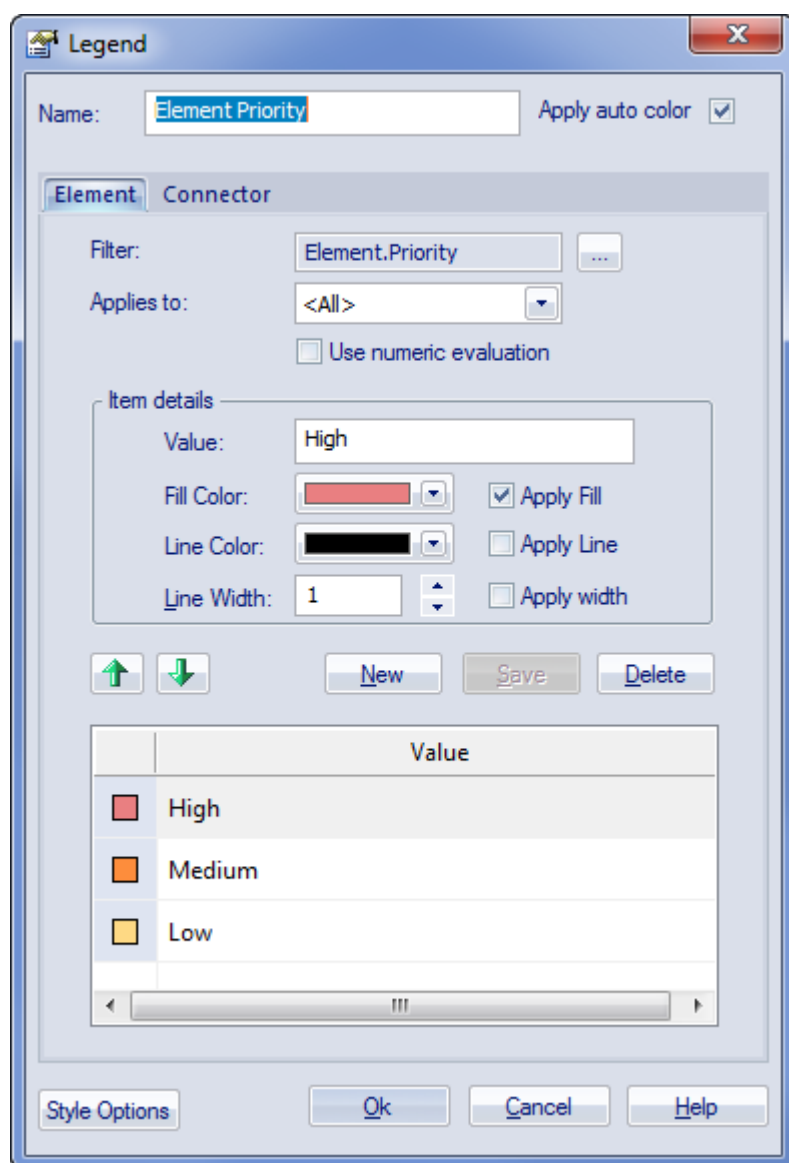 Legend
Name: Element Priority Apply auto color
Element Connector
Filter: Element.Priority ...
Applies to: <All>
Use numeric evaluation
Item details
Value: High
Fill Color: Apply Fill
Line Color: Apply Line
Line Width: 1 Apply width
New Save Delete
Value
High
Medium
Low
Style Options Ok Cancel Help